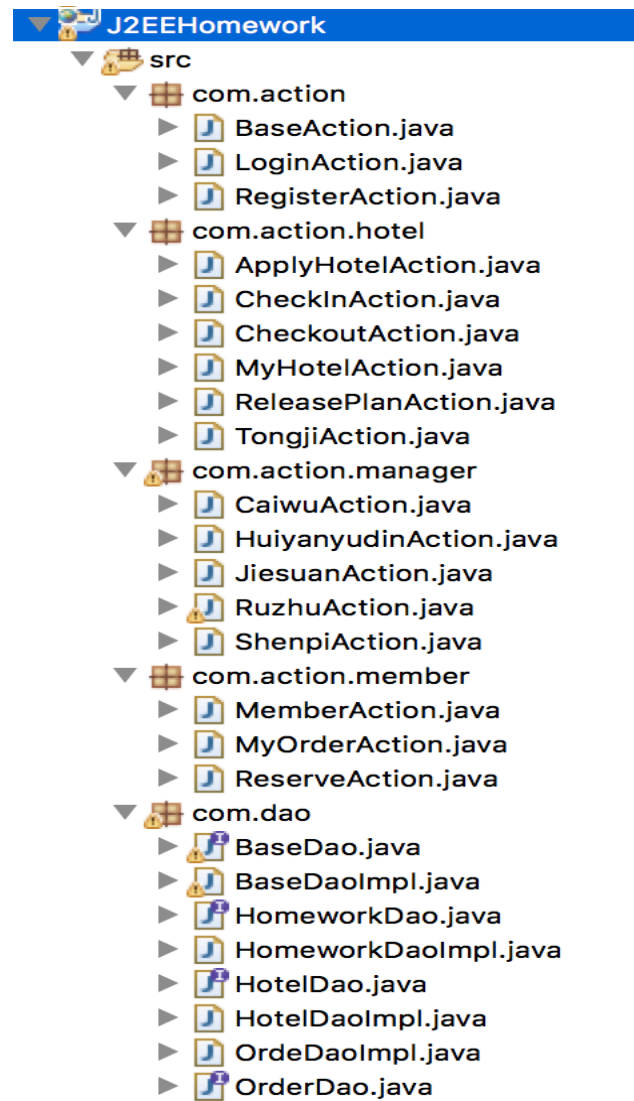 J2EEHomework
src
com.action
BaseAction.java
LoginAction.java
RegisterAction.java
com.action.hotel
ApplyHotelAction.java
CheckInAction.java
CheckoutAction.java
MyHotelAction.java
ReleasePlanAction.java
TongjiAction.java
com.action.manager
CaiwuAction.java
HuiyanyudinAction.java
JiesuanAction.java
RuzhuAction.java
ShenpiAction.java
com.action.member
MemberAction.java
MyOrderAction.java
ReserveAction.java
com.dao
BaseDao.java
BaseDaoImpl.java
HomeworkDao.java
HomeworkDaoImpl.java
HotelDao.java
HotelDaoImpl.java
OrdeDaoImpl.java
OrderDao.java